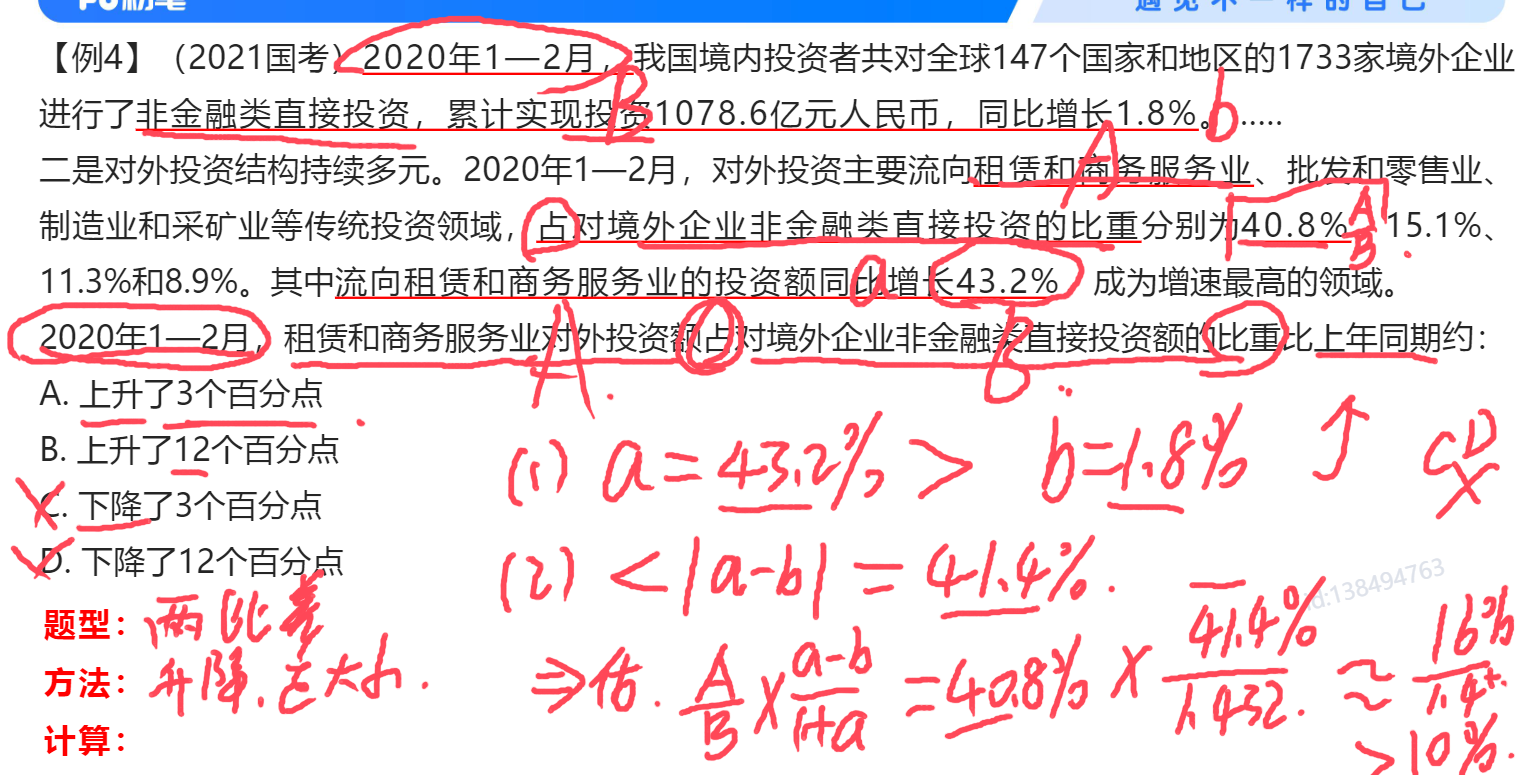 粉笔
遇见不一样的自己
【例4】（2021国考）2020年1—2月，我国境内投资者共对全球147个国家和地区的1733家境外企业
进行了非金融类直接投资，累计实现投资1078.6亿元人民币，同比增长1.8%。.....
B
b
二是对外投资结构持续多元。2020年1—2月，对外投资主要流向租赁和商务服务业、批发和零售业、
A
制造业和采矿业等传统投资领域，占对境外企业非金融类直接投资的比重分别为40.8%、15.1%、
A/B
11.3%和8.9%。其中流向租赁和商务服务业的投资额同比增长43.2%，成为增速最高的领域。
a
2020年1—2月，租赁和商务服务业对外投资额占对境外企业非金融类直接投资额的比重比上年同期约：
A B
A. 上升了3个百分点
B. 上升了12个百分点
C. 下降了3个百分点
D. 下降了12个百分点
(1) a=43.2% > b=1.8% ↑ CD ×
(2) <|a-b| = 41.4%.
id:138494763
题型：两比差
方法：升降.定大小.
⇒估. A/B × (a-b)/(1+a) =40.8% × 41.4%/1.432. ≈ 16%/1.4+.
>10%.
计算：